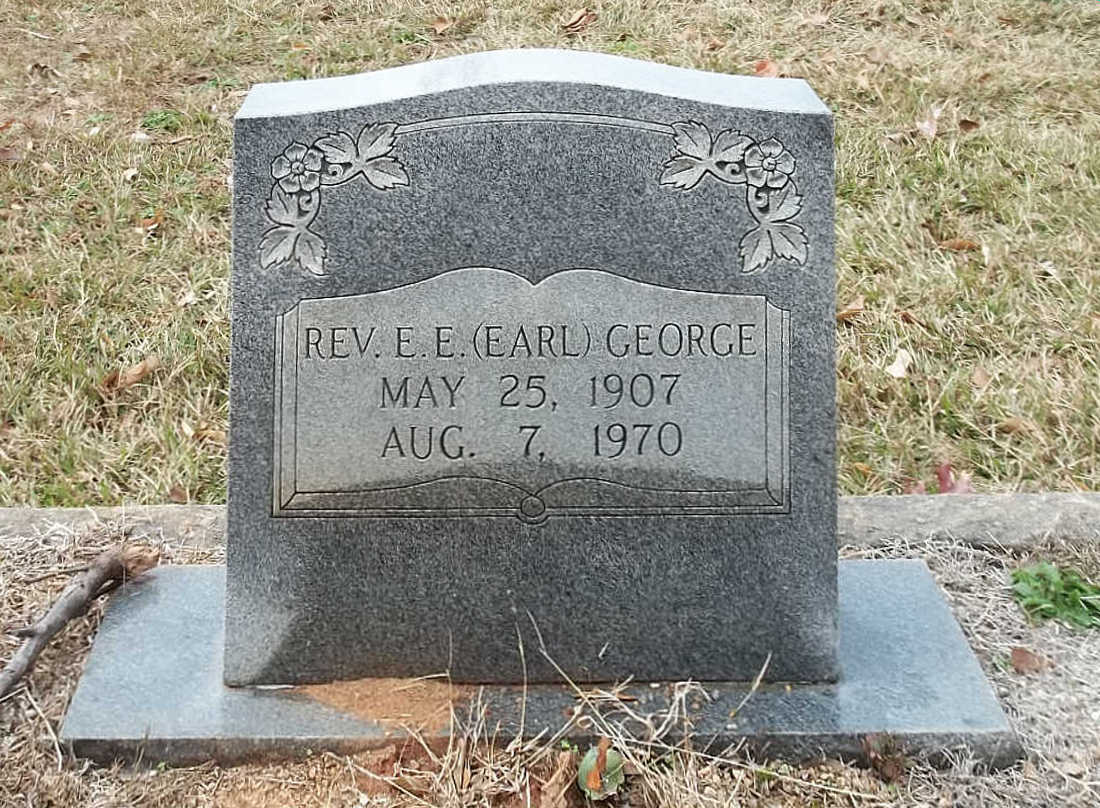 REV. E. E. (EARL) GEORGE
MAY 25, 1907
AUG. 7, 1970